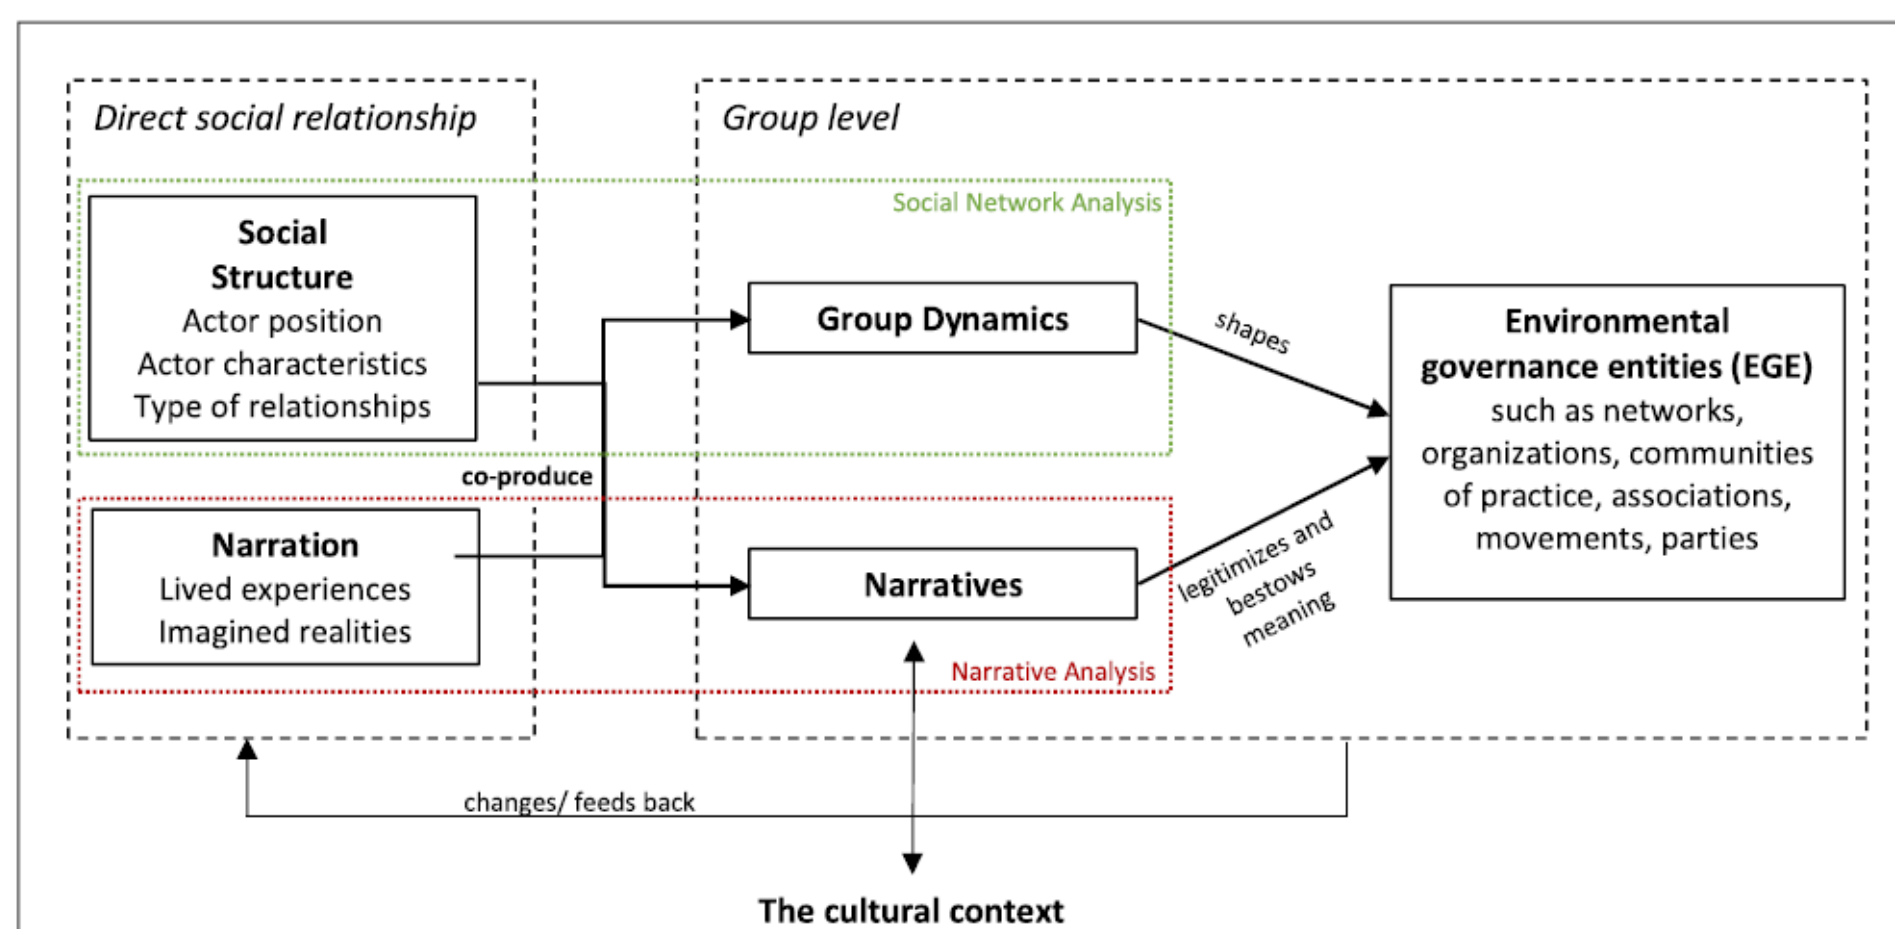 Direct social relationship
Group level
Social Network Analysis
Social
Structure
Actor position
Actor characteristics
Type of relationships
Group Dynamics
shapes
Environmental
governance entities (EGE)
such as networks,
organizations, communities
of practice, associations,
movements, parties
co-produce
Narration
Lived experiences
Imagined realities
Narratives
legitimizes and
bestows
meaning
Narrative Analysis
changes/ feeds back
The cultural context